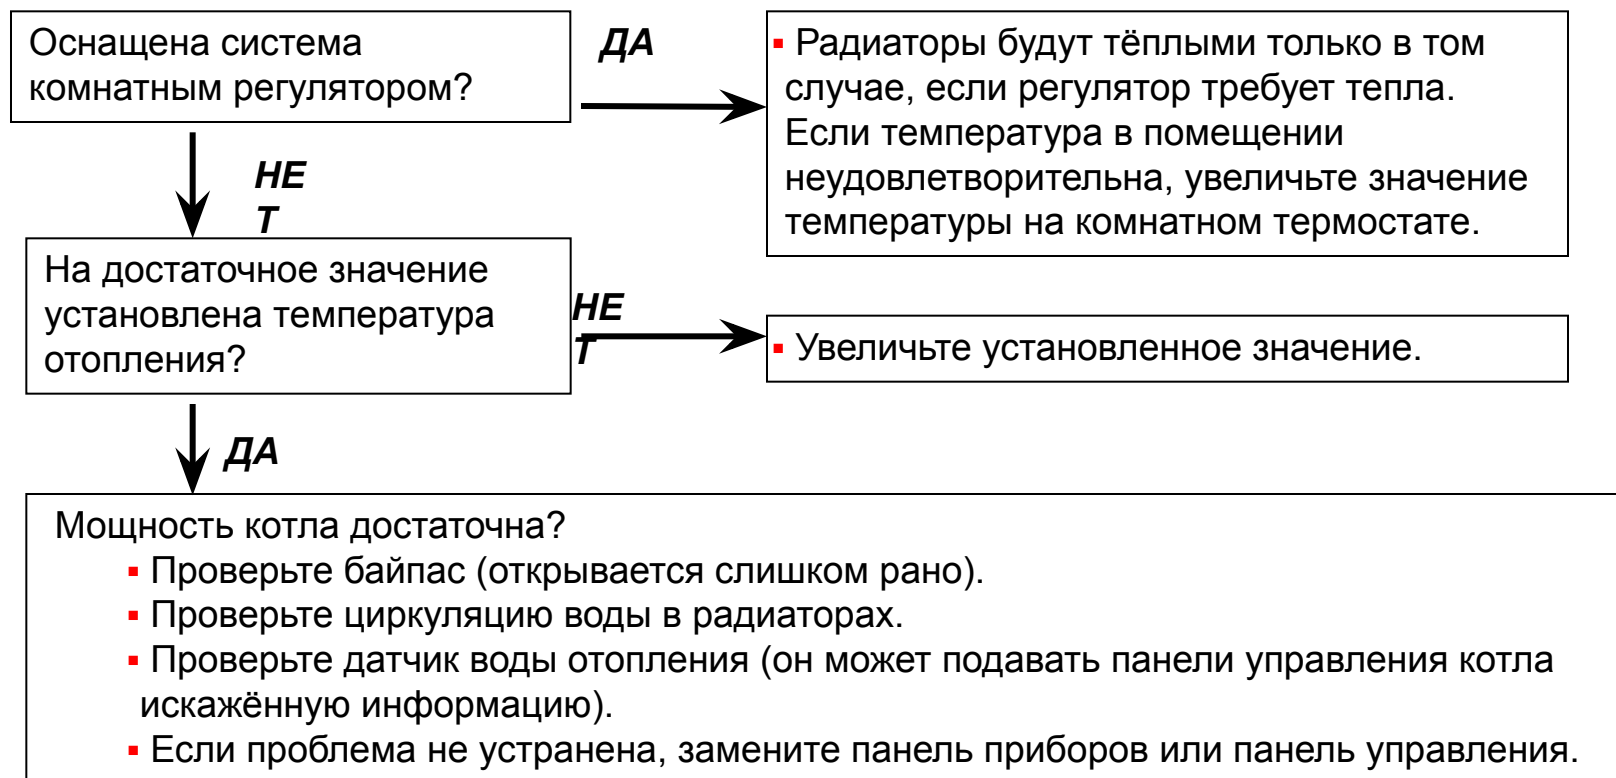 Оснащена система
комнатным регулятором?
ДА
▪ Радиаторы будут тёплыми только в том
случае, если регулятор требует тепла.
Если температура в помещении
неудовлетворительна, увеличьте значение
температуры на комнатном термостате.
НЕ
Т
На достаточное значение
установлена температура
отопления?
НЕ
Т
▪ Увеличьте установленное значение.
ДА
Мощность котла достаточна?
▪ Проверьте байпас (открывается слишком рано).
▪ Проверьте циркуляцию воды в радиаторах.
▪ Проверьте датчик воды отопления (он может подавать панели управления котла
искажённую информацию).
▪ Если проблема не устранена, замените панель приборов или панель управления.